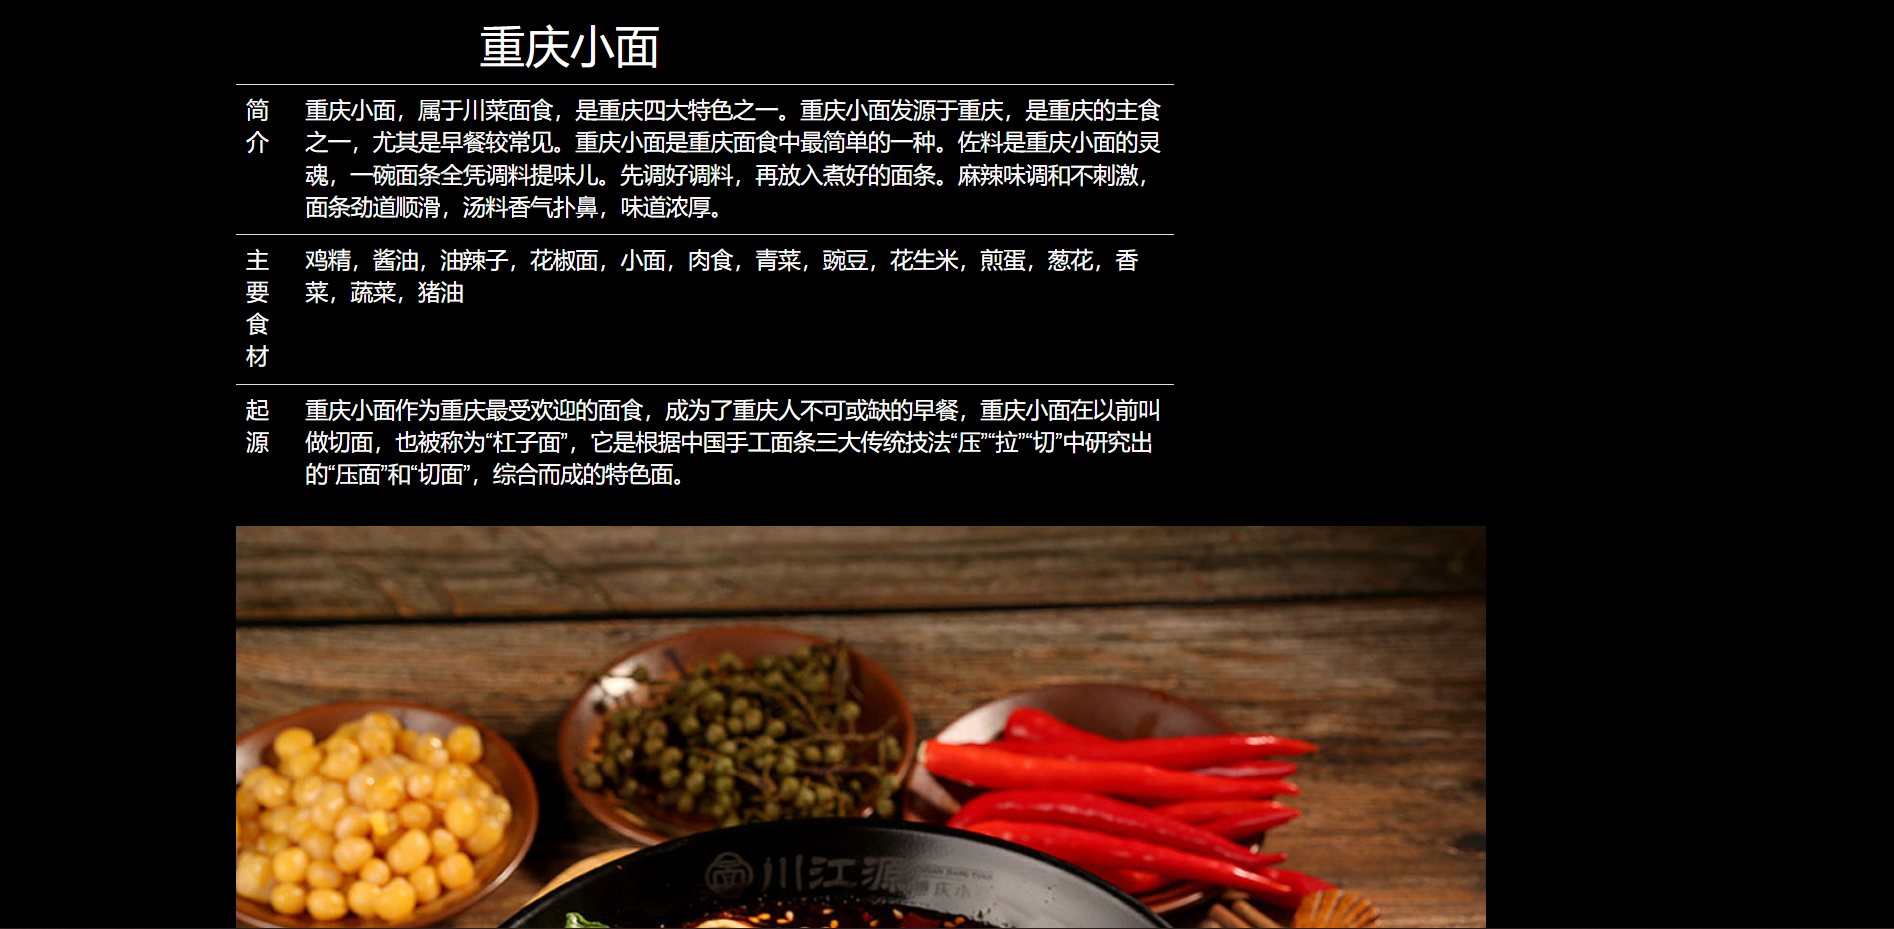 重庆小面
简介
重庆小面，属于川菜面食，是重庆四大特色之一。重庆小面发源于重庆，是重庆的主食
之一，尤其是早餐较常见。重庆小面是重庆面食中最简单的一种。佐料是重庆小面的灵
魂，一碗面条全凭调料提味儿。先调好调料，再放入煮好的面条。麻辣味调和不刺激，
面条劲道顺滑，汤料香气扑鼻，味道浓厚。
主要食材
鸡精，酱油，油辣子，花椒面，小面，肉食，青菜，豌豆，花生米，煎蛋，葱花，香
菜，蔬菜，猪油
起源
重庆小面作为重庆最受欢迎的面食，成为了重庆人不可或缺的早餐，重庆小面在以前叫
做切面，也被称为“杠子面”，它是根据中国手工面条三大传统技法“压”“拉”“切”中研究出
的“压面”和“切面”，综合而成的特色面。
川江源